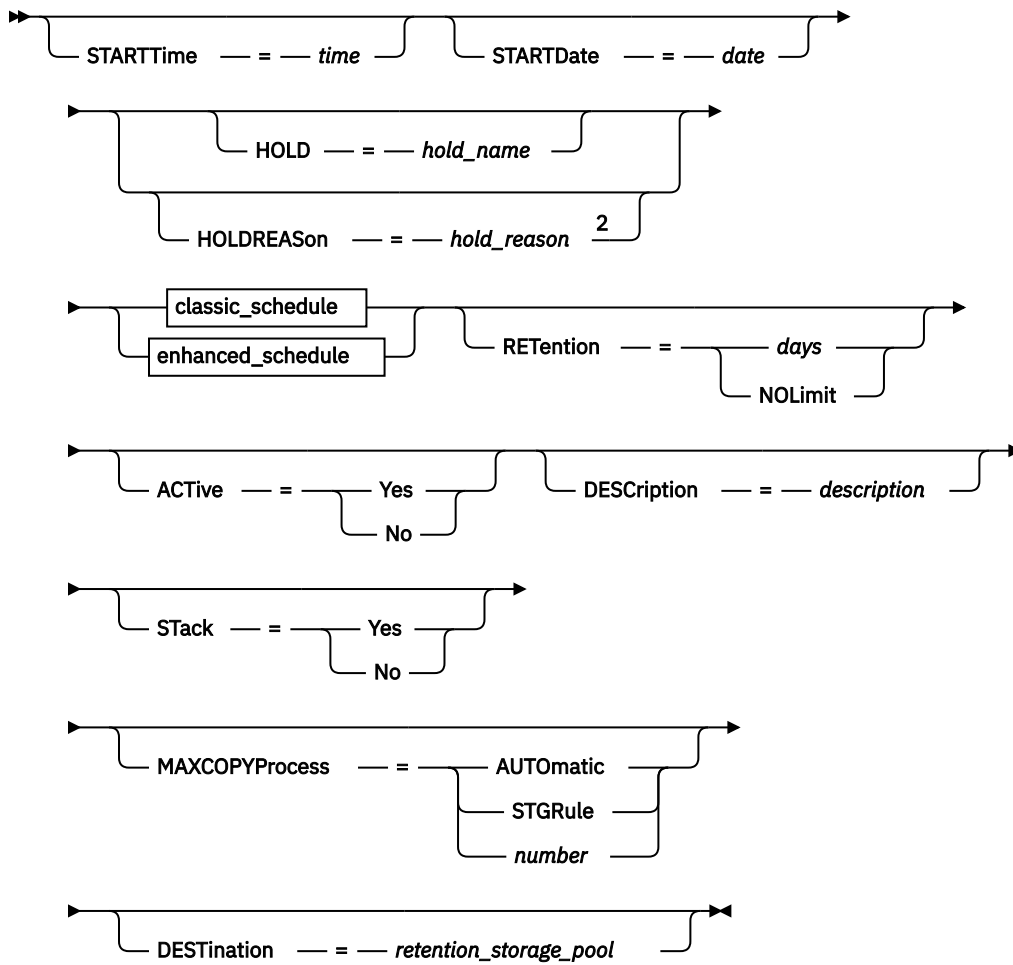 STARTTime = time STARTDate = date
HOLD = hold_name
HOLDREASon = hold_reason 2
classic_schedule
enhanced_schedule
RETention = days
NOLimit
ACTive = Yes
No
DESCription = description
STack = Yes
No
MAXCOPYProcess = AUTOmatic
STGRule
number
DESTination = retention_storage_pool